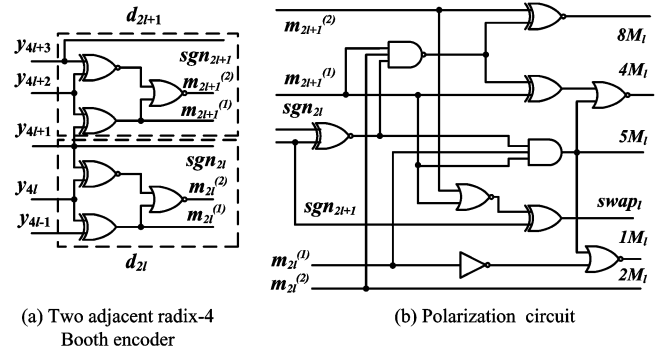 d2l+1
y4l+3
sgn2l+1
y4l+2
m2l+1(2)
m2l+1(1)
y4l+1
sgn2l
y4l
m2l(2)
y4l-1
m2l(1)
d2l
(a) Two adjacent radix-4
Booth encoder
m2l+1(2)
8Ml
m2l+1(1)
4Ml
sgn2l
5Ml
sgn2l+1
swapl
1Ml
m2l(1)
m2l(2)
2Ml
(b) Polarization circuit